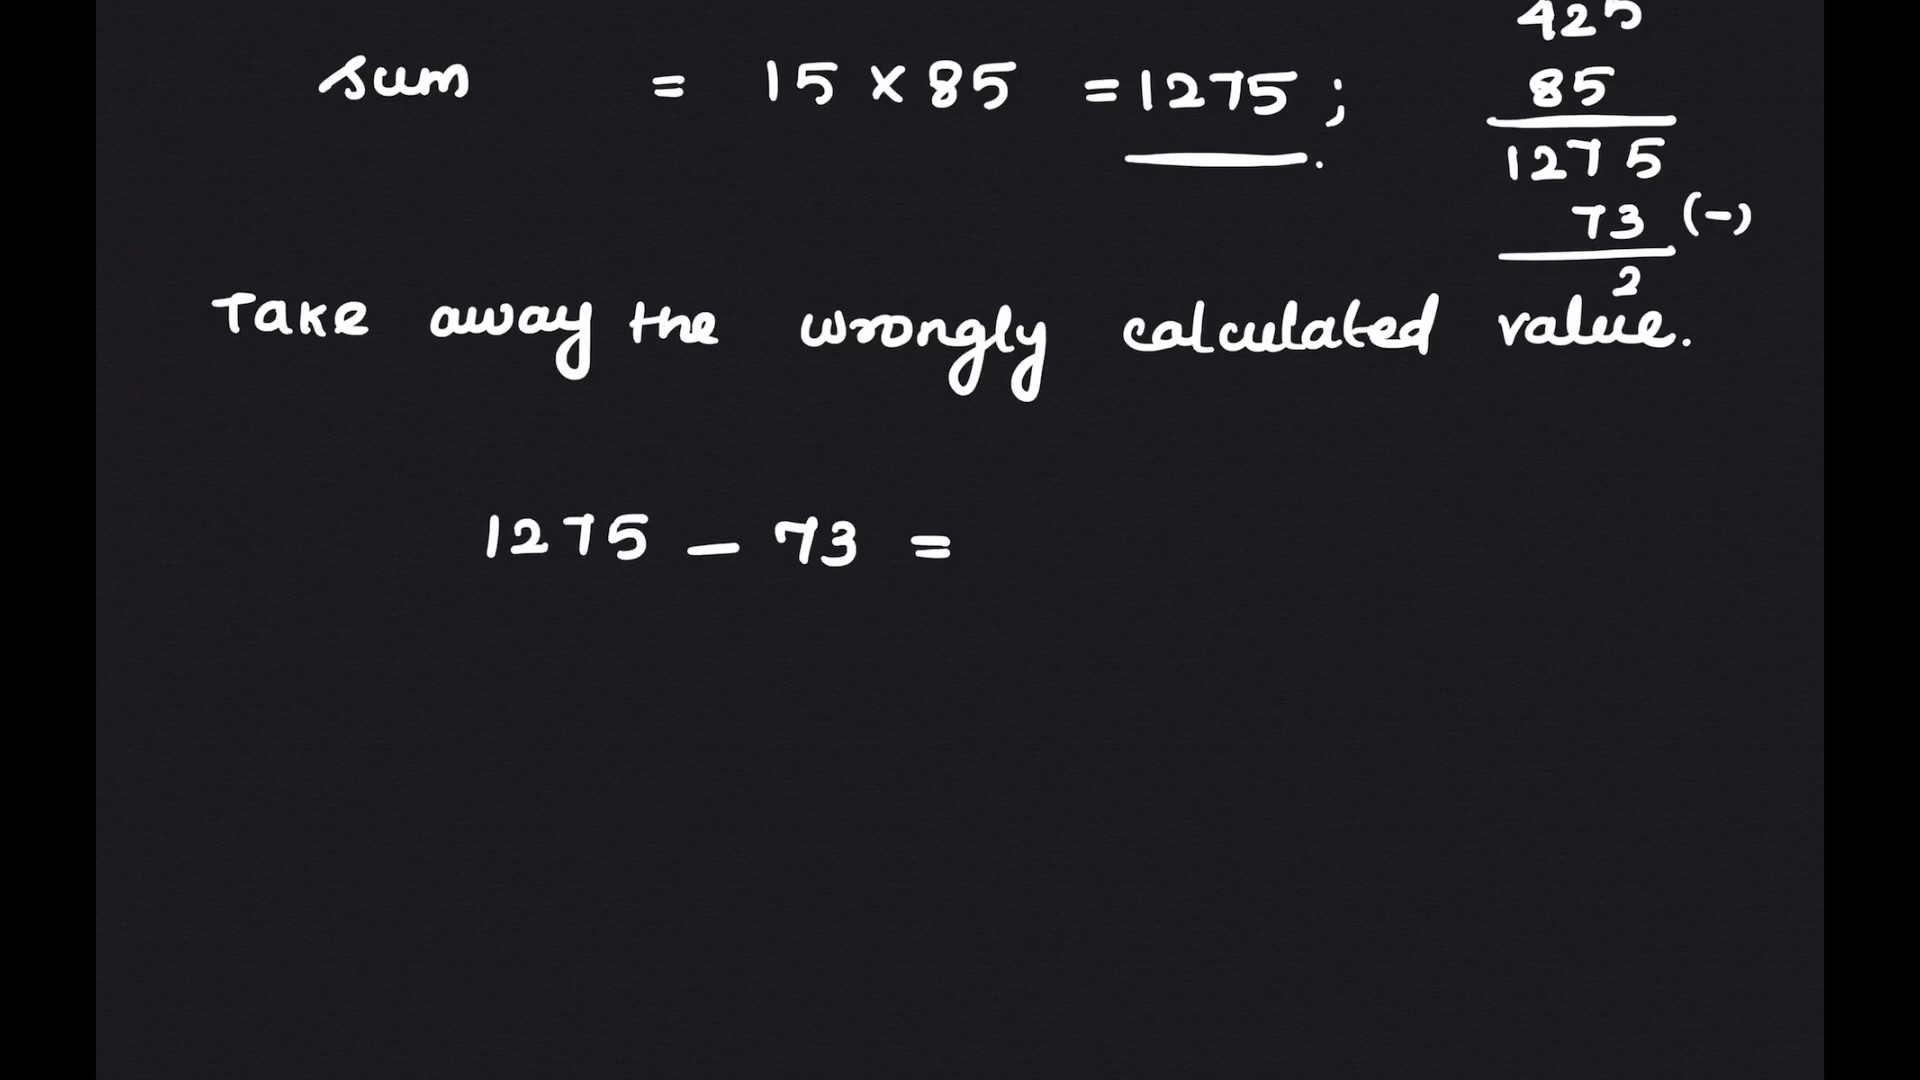 sum = 15 x 85 = 1275 ;
Take away the wrongly calculated value.
1275 - 73 =
425
85
1275
73 (-)
2